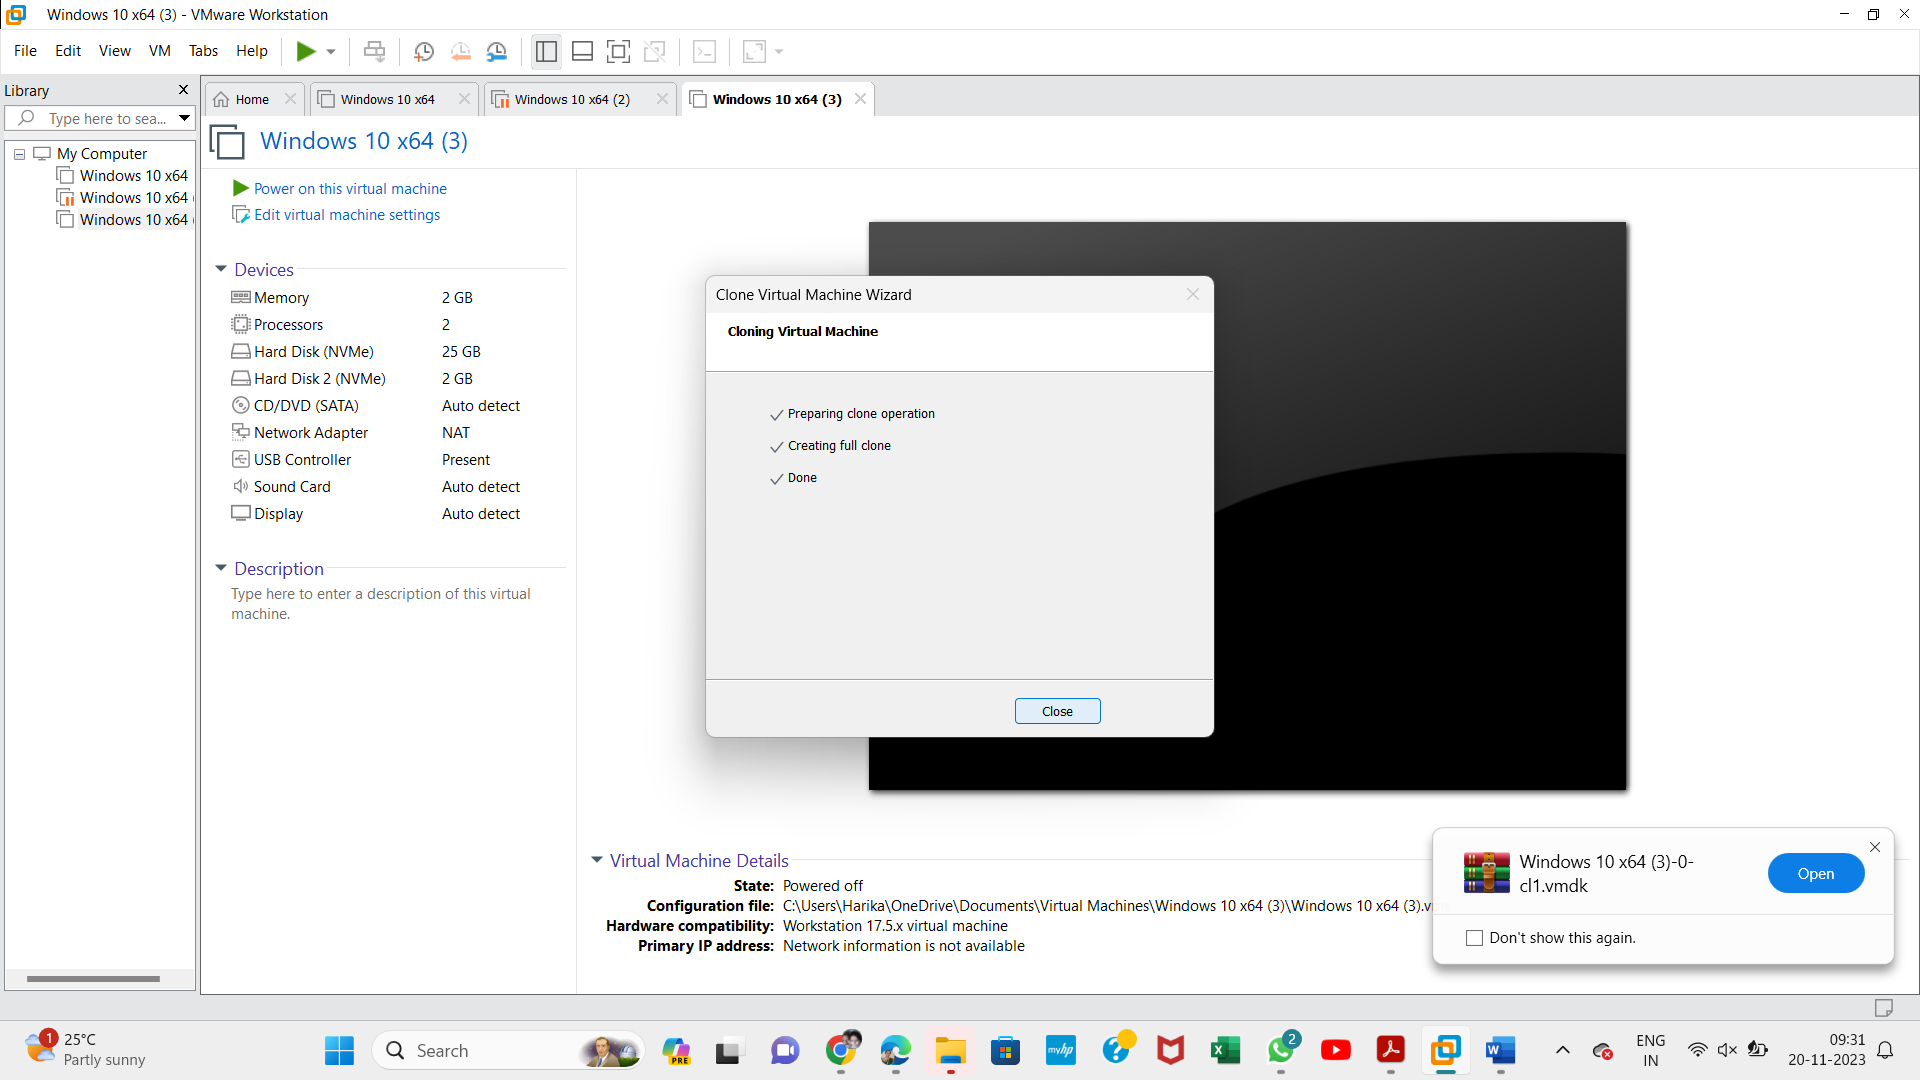 Windows 10 x64 (3) - VMware Workstation
File Edit View VM Tabs Help
Library
Type here to sea...
My Computer
Windows 10 x64
Windows 10 x64
Windows 10 x64
Home
Windows 10 x64
Windows 10 x64 (2)
Windows 10 x64 (3)
Windows 10 x64 (3)
Power on this virtual machine
Edit virtual machine settings
Devices
Memory 2 GB
Processors 2
Hard Disk (NVMe) 25 GB
Hard Disk 2 (NVMe) 2 GB
CD/DVD (SATA) Auto detect
Network Adapter NAT
USB Controller Present
Sound Card Auto detect
Display Auto detect
Description
Type here to enter a description of this virtual
machine.
Clone Virtual Machine Wizard
Cloning Virtual Machine
Preparing clone operation
Creating full clone
Done
Close
Virtual Machine Details
State: Powered off
Configuration file: C:\Users\Harika\OneDrive\Documents\Virtual Machines\Windows 10 x64 (3)\Windows 10 x64 (3).v
Hardware compatibility: Workstation 17.5.x virtual machine
Primary IP address: Network information is not available
Windows 10 x64 (3)-0-
cl1.vmdk
Open
Don't show this again.
1
25°C
Partly sunny
Search
PRE
myhp
2
ENG
IN
09:31
20-11-2023